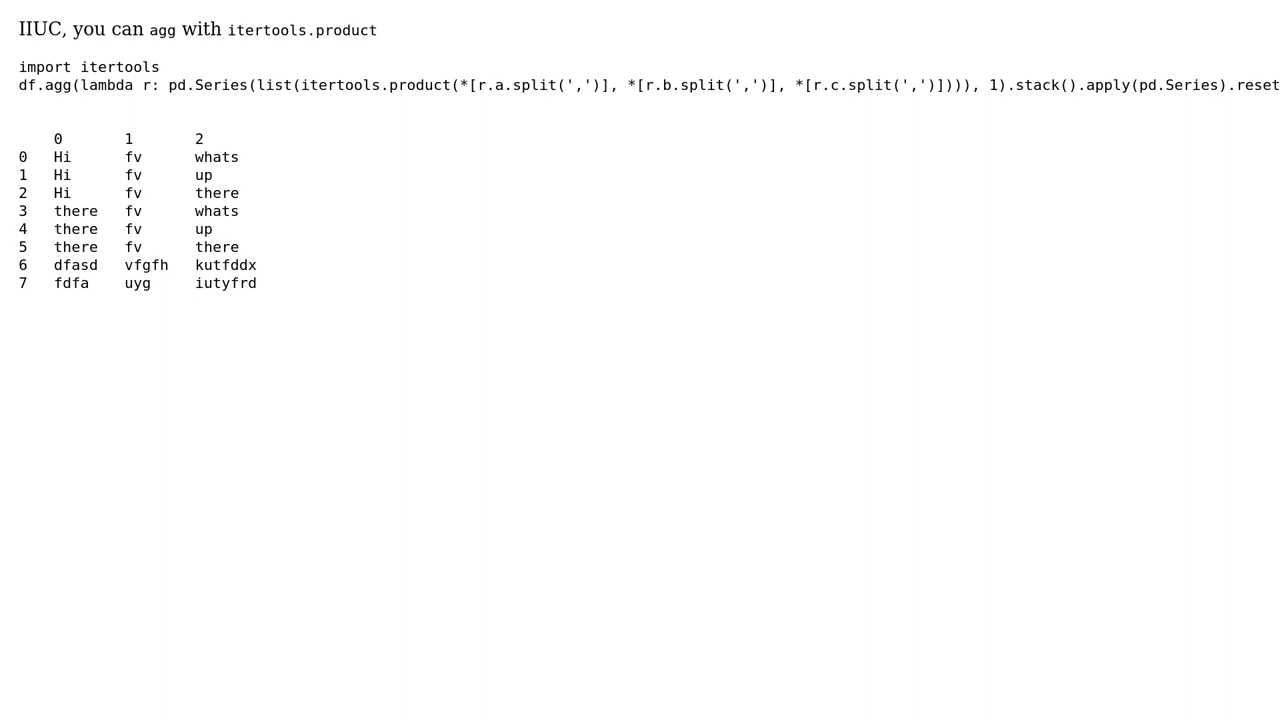 IIUC, you can agg with itertools.product
import itertools
df.agg(lambda r: pd.Series(list(itertools.product(*[r.a.split(',')], *[r.b.split(',')], *[r.c.split(',')]))), 1).stack().apply(pd.Series).reset
0 1 2
0 Hi fv whats
1 Hi fv up
2 Hi fv there
3 there fv whats
4 there fv up
5 there fv there
6 dfasd vfgfh kutfddx
7 fdfa uyg iutyfrd